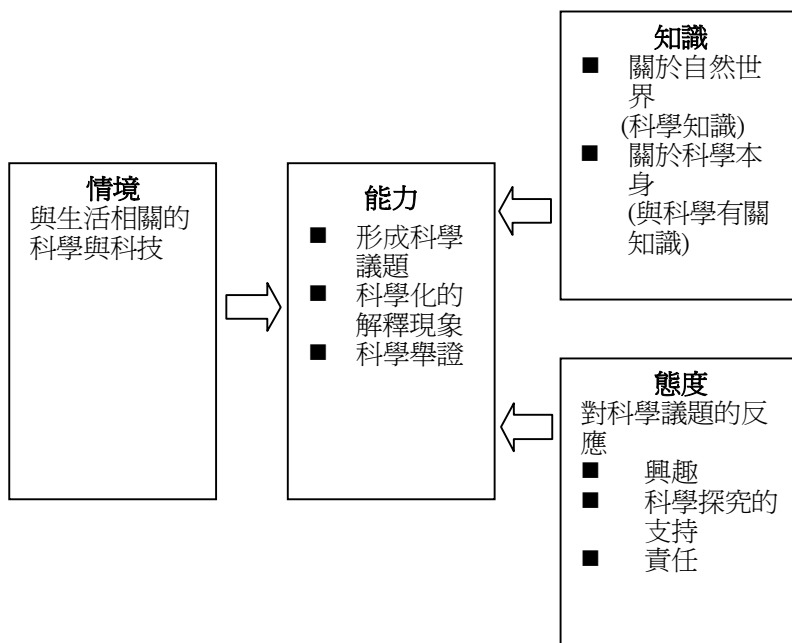 情境
與生活相關的
科學與科技
能力
■ 形成科學
議題
■ 科學化的
解釋現象
■ 科學舉證
知識
■ 關於自然世
界
(科學知識)
■ 關於科學本
身
(與科學有關
知識)
態度
對科學議題的反
應
■ 興趣
■ 科學探究的
支持
■ 責任